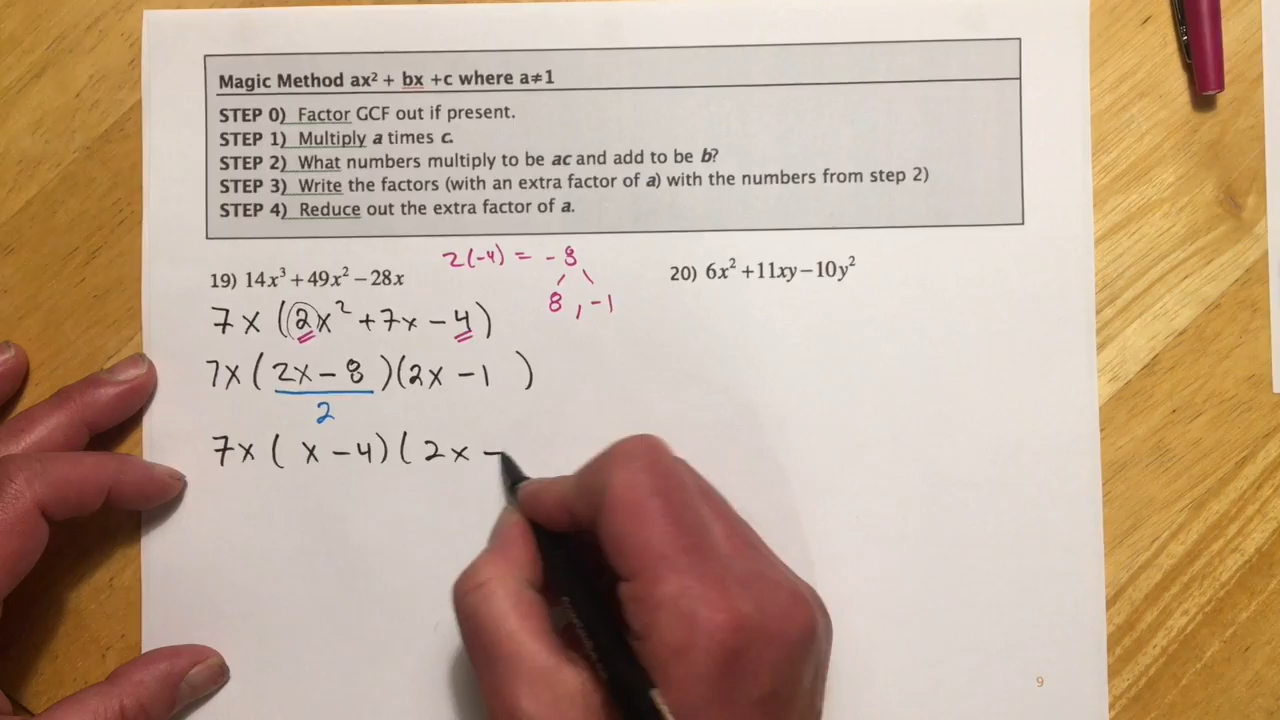 Magic Method ax² + bx +c where a≠1
STEP 0) Factor GCF out if present.
STEP 1) Multiply a times c.
STEP 2) What numbers multiply to be ac and add to be b?
STEP 3) Write the factors (with an extra factor of a) with the numbers from step 2)
STEP 4) Reduce out the extra factor of a.
2(-4) = -8
8, -1
19) 14x³ + 49x² − 28x
7x (2x² + 7x − 4)
7x (2x − 8)(2x − 1)
2
7x (x − 4)(2x −
20) 6x² +11xy−10y²
9